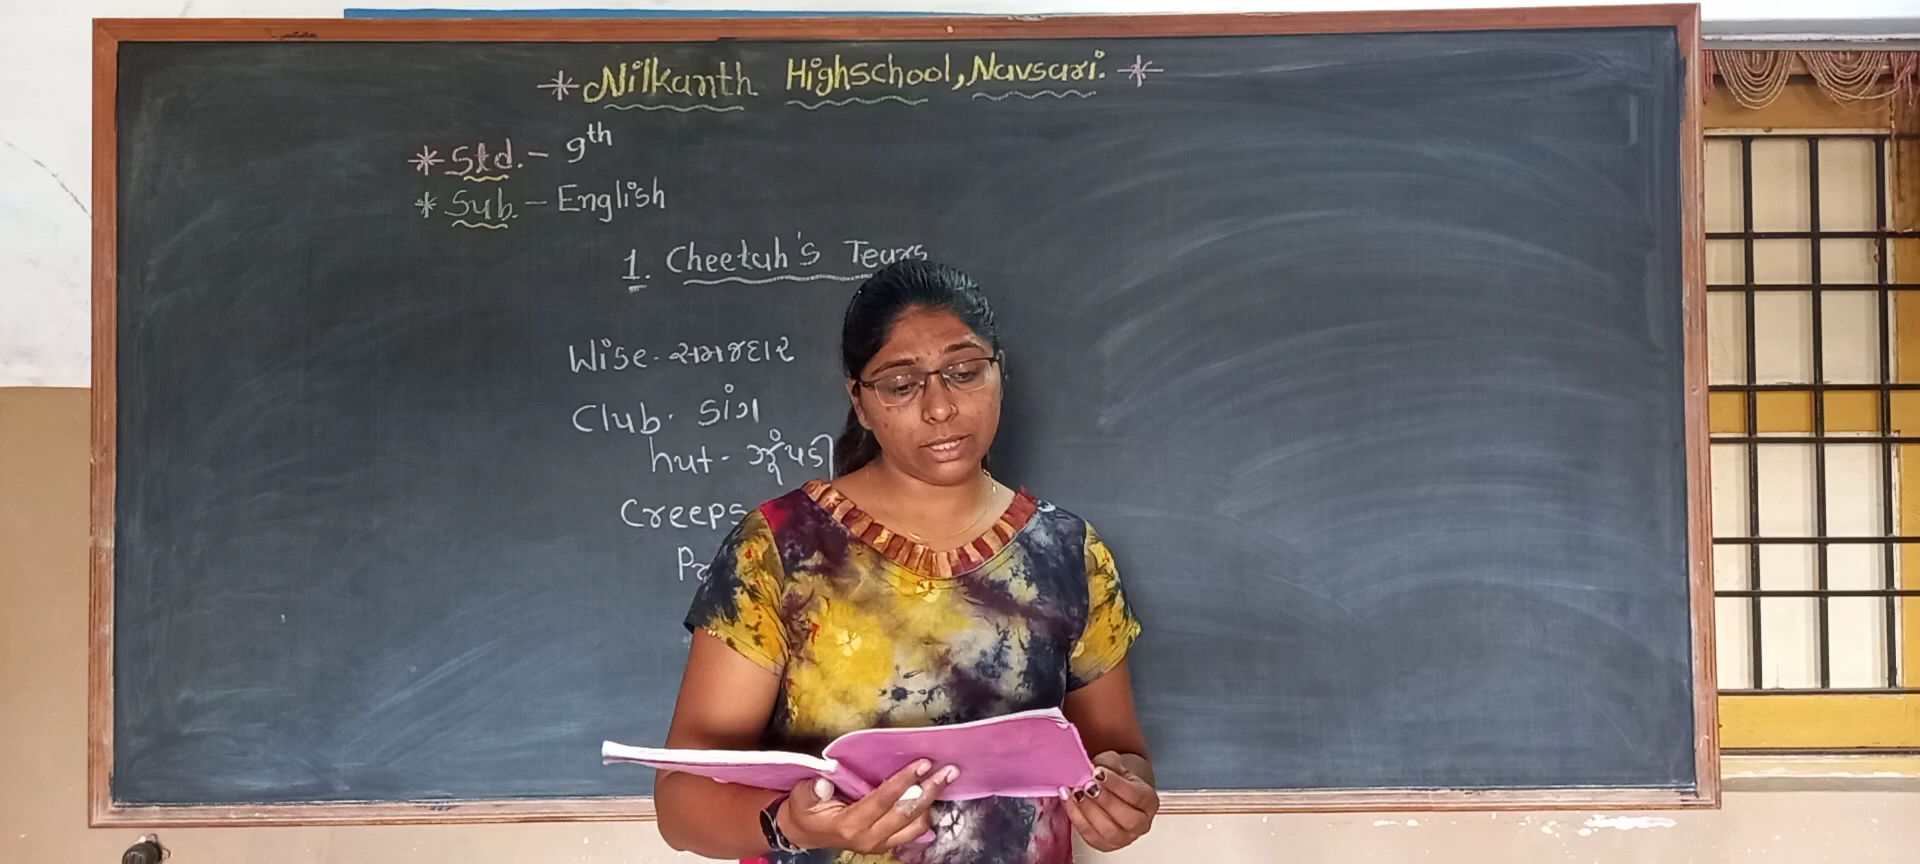 * Nilkanth Highschool, Navsari. *
* Std. - 9th
* Sub. - English
1. Cheetah's Tears
Wise - સમજદાર
Club - ડાંગ
hut - ઝૂંપડી
Creeps